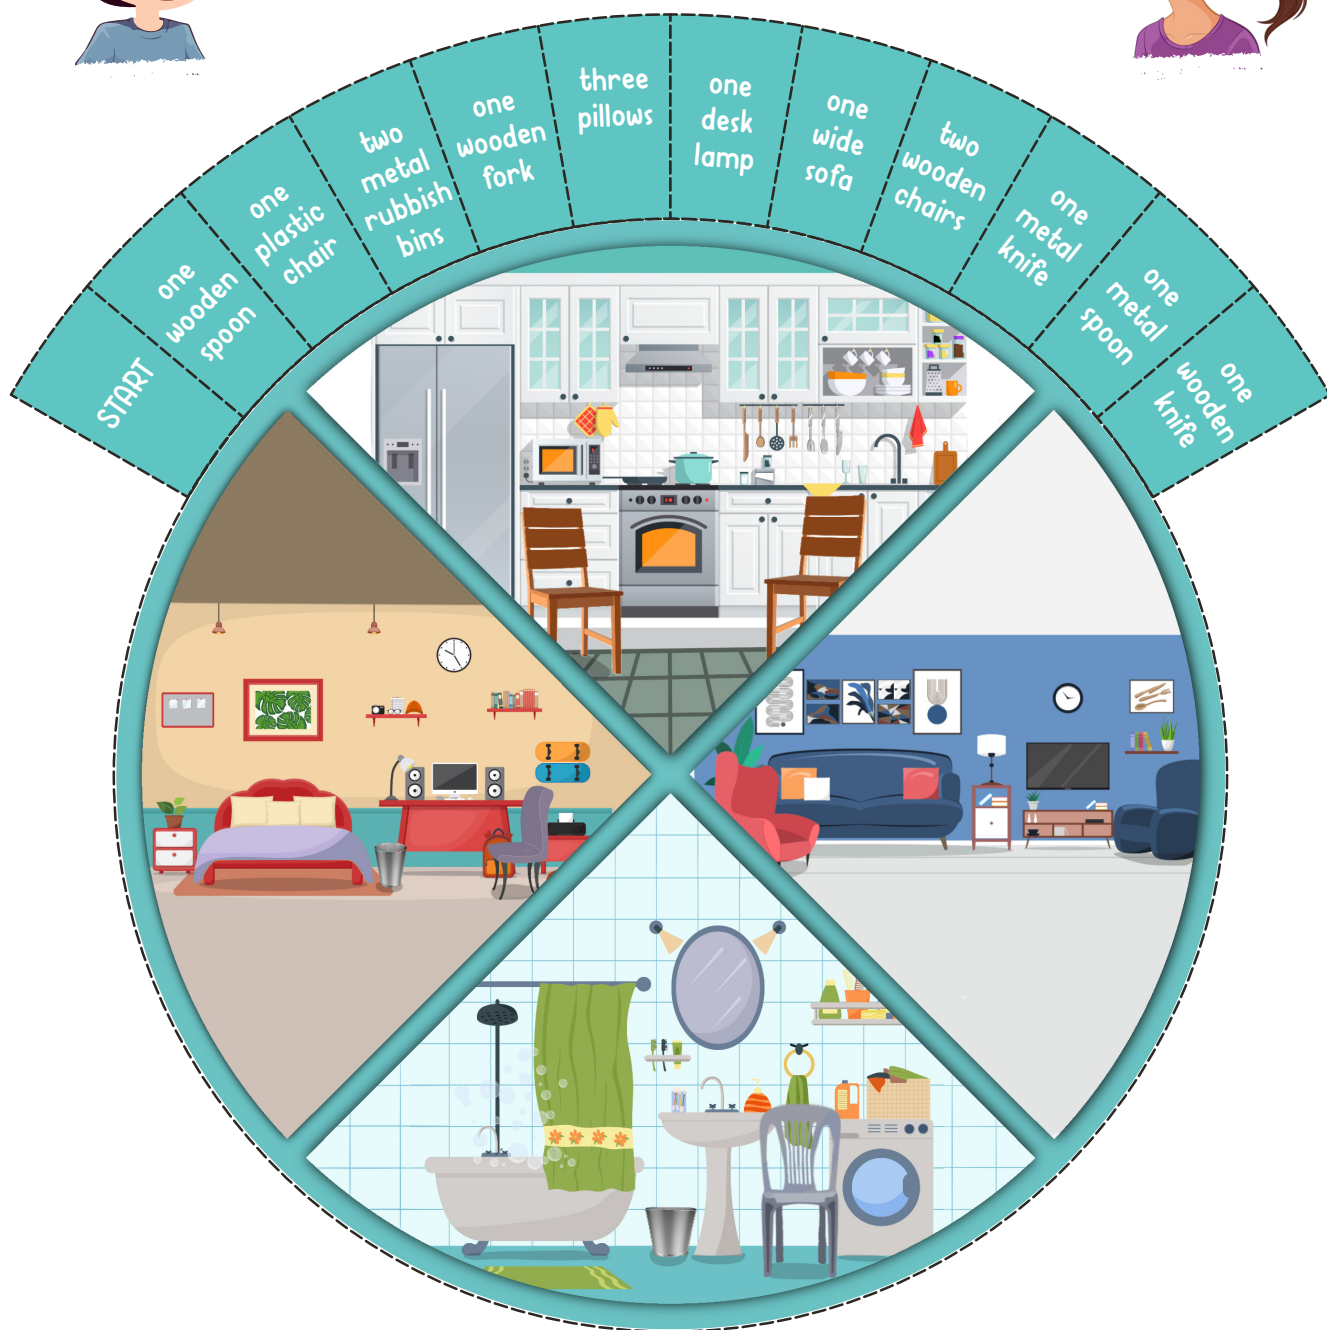 START
one
wooden
spoon
one
plastic
chair
two
metal
rubbish
bins
one
wooden
fork
three
pillows
one
desk
lamp
one
wide
sofa
two
wooden
chairs
one
metal
knife
one
metal
spoon
one
wooden
knife